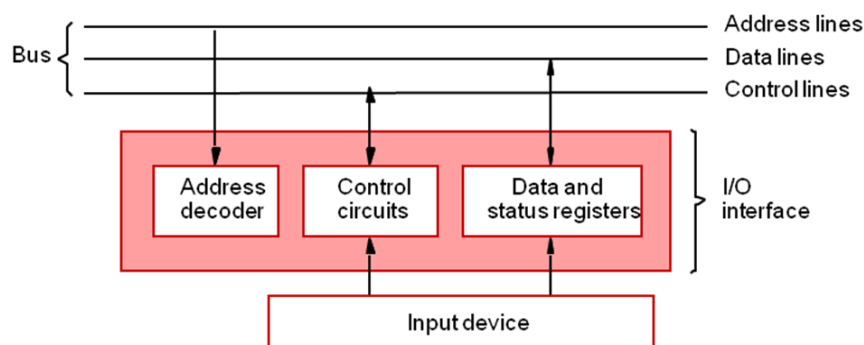 Address lines
Bus
Data lines
Control lines
Address
decoder
Control
circuits
Data and
status registers
I/O
interface
Input device